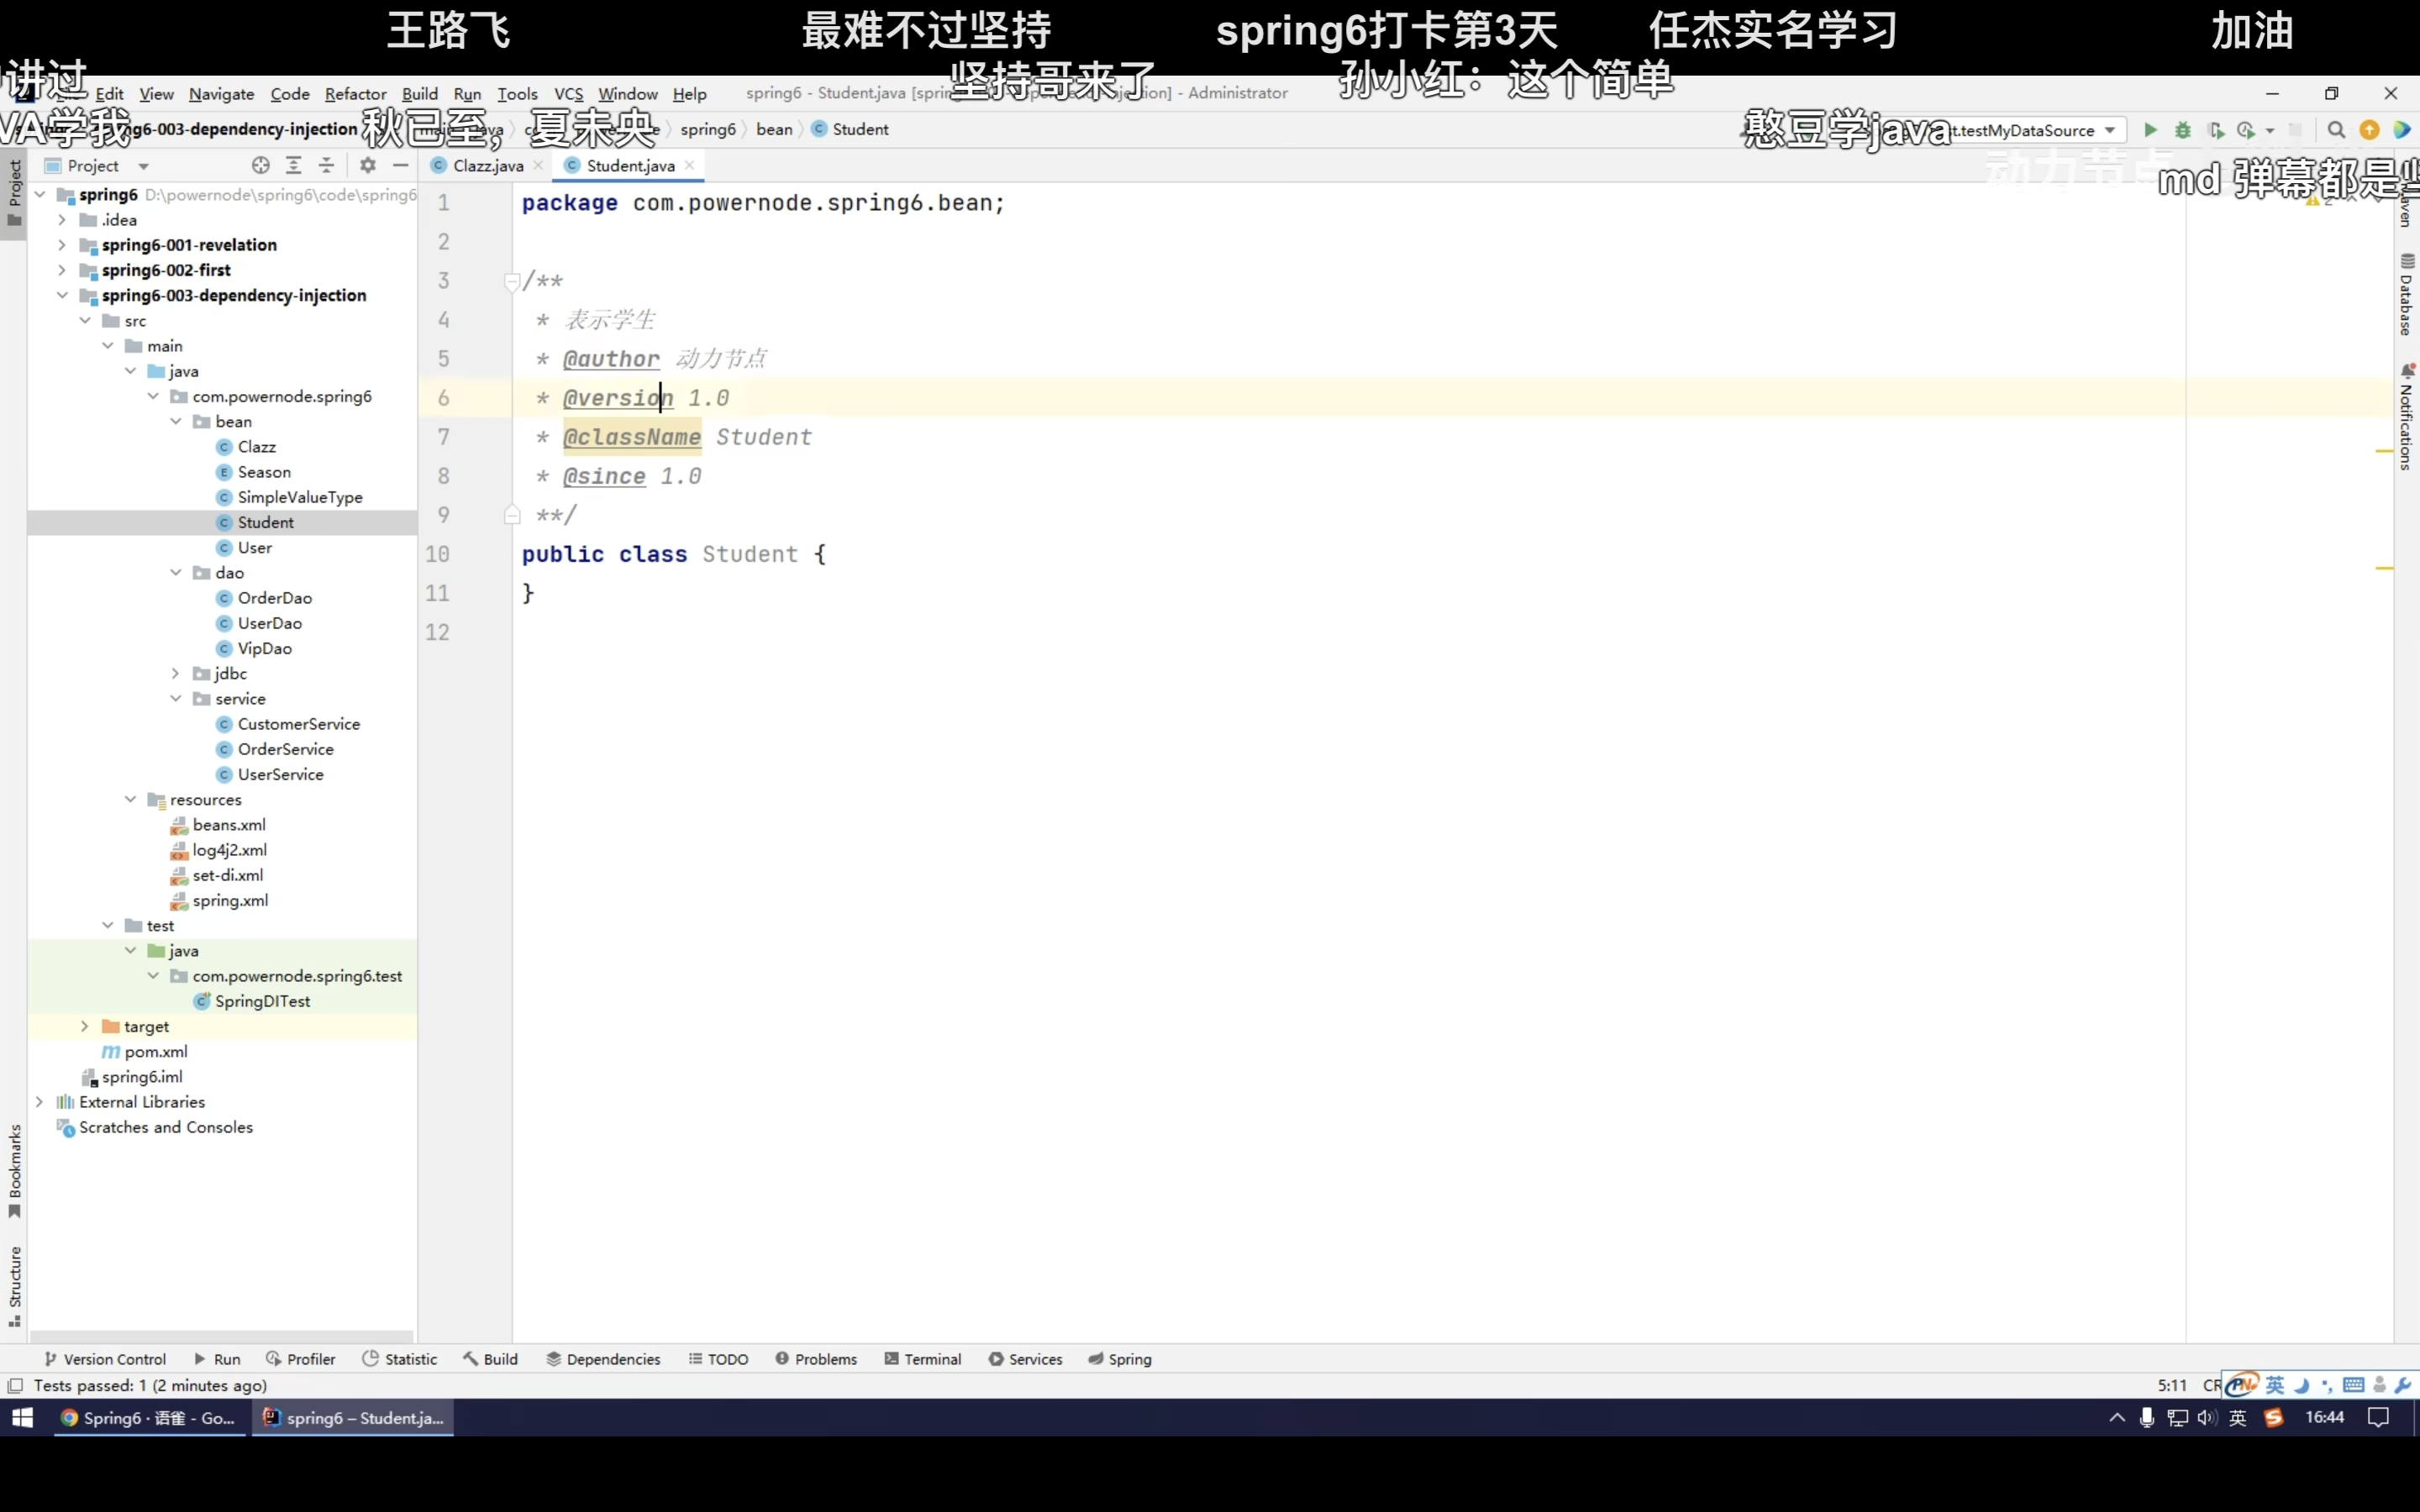 王路飞 最难不过坚持 spring6打卡第3天 任杰实名学习 加油
讲过 坚持哥来了 孙小红：这个简单
Edit View Navigate Code Refactor Build Run Tools VCS Window Help spring6 - Student.java - Administrator
VA学我 g6-003-dependency-injection 秋已至，夏未央 spring6 bean Student 憨豆学java t.testMyDataSource
动力节点 md 弹幕都是
Project Clazz.java Student.java
spring6 D:\powernode\spring6\code\spring6
.idea
spring6-001-revelation
spring6-002-first
spring6-003-dependency-injection
src
main
java
com.powernode.spring6
bean
Clazz
Season
SimpleValueType
Student
User
dao
OrderDao
UserDao
VipDao
jdbc
service
CustomerService
OrderService
UserService
resources
beans.xml
log4j2.xml
set-di.xml
spring.xml
test
java
com.powernode.spring6.test
SpringDITest
target
pom.xml
spring6.iml
External Libraries
Scratches and Consoles
1 package com.powernode.spring6.bean;
2
3 /**
4 * 表示学生
5 * @author 动力节点
6 * @version 1.0
7 * @className Student
8 * @since 1.0
9 **/
10 public class Student {
11 }
12
Project
Bookmarks
Structure
aven
Database
Notifications
Version Control Run Profiler Statistic Build Dependencies TODO Problems Terminal Services Spring
Tests passed: 1 (2 minutes ago) 5:11 CR 英
Spring6 · 语雀 - Go... spring6 – Student.ja... 英 16:44